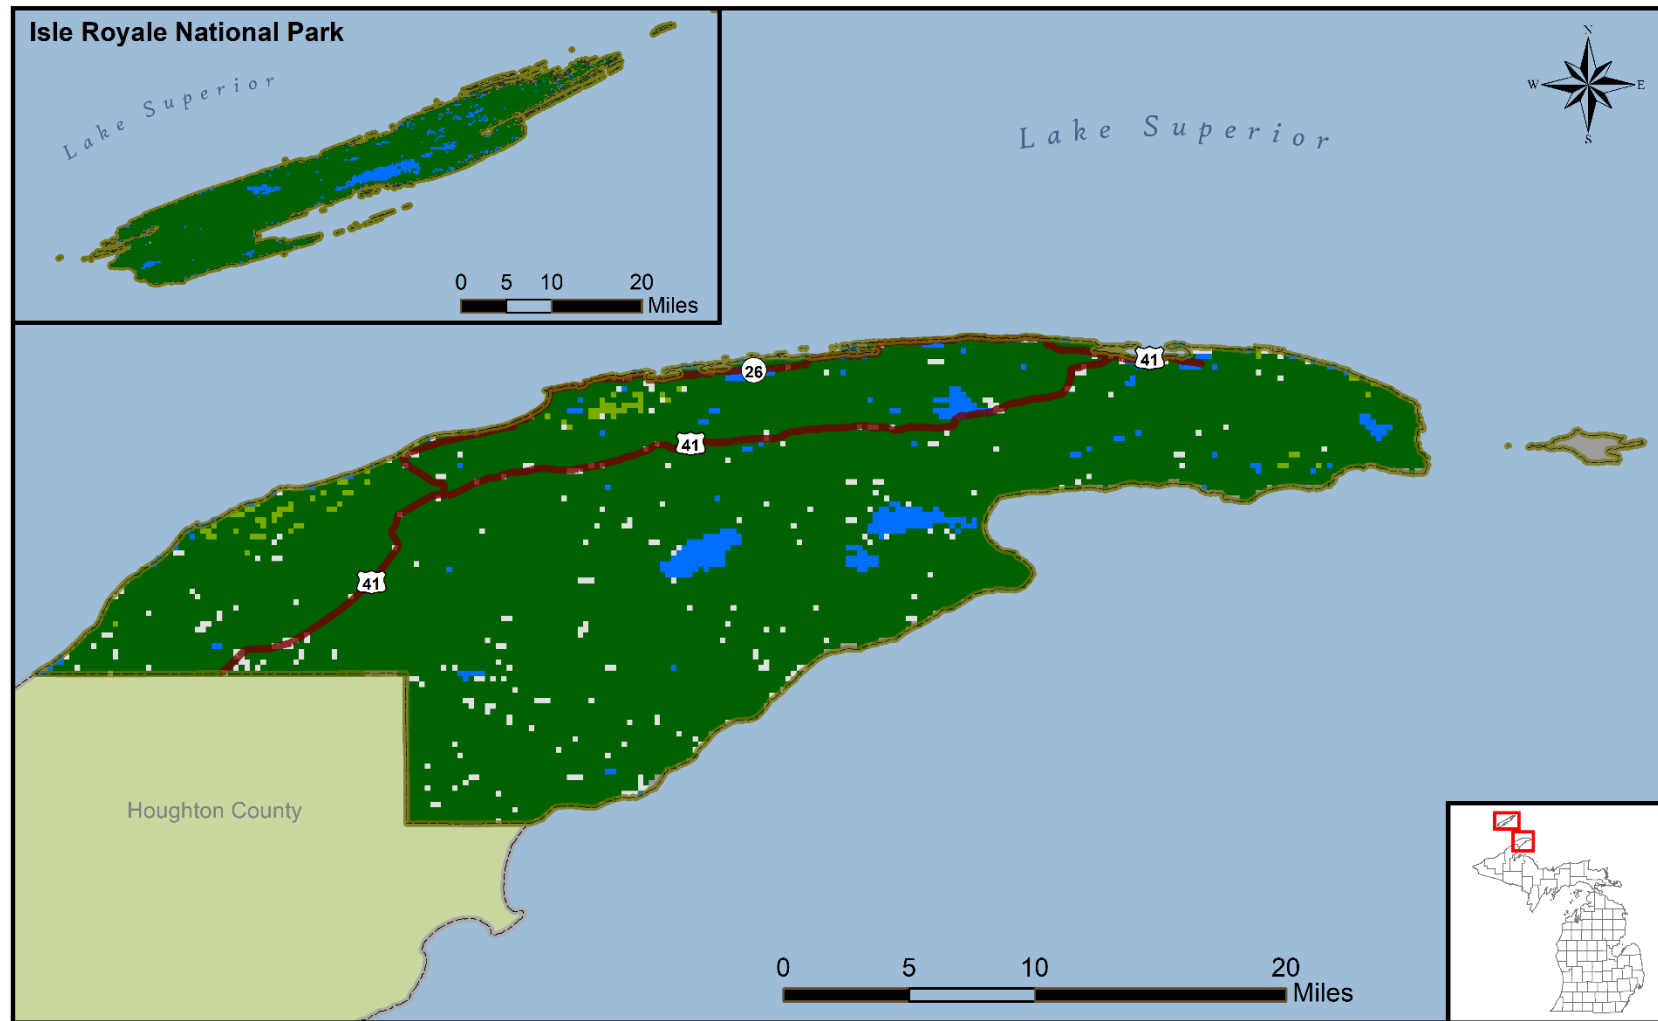 Isle Royale National Park
Lake Superior
0 5 10 20
Miles
Lake Superior
N
W E
S
26
41
41
41
Houghton County
0 5 10 20
Miles